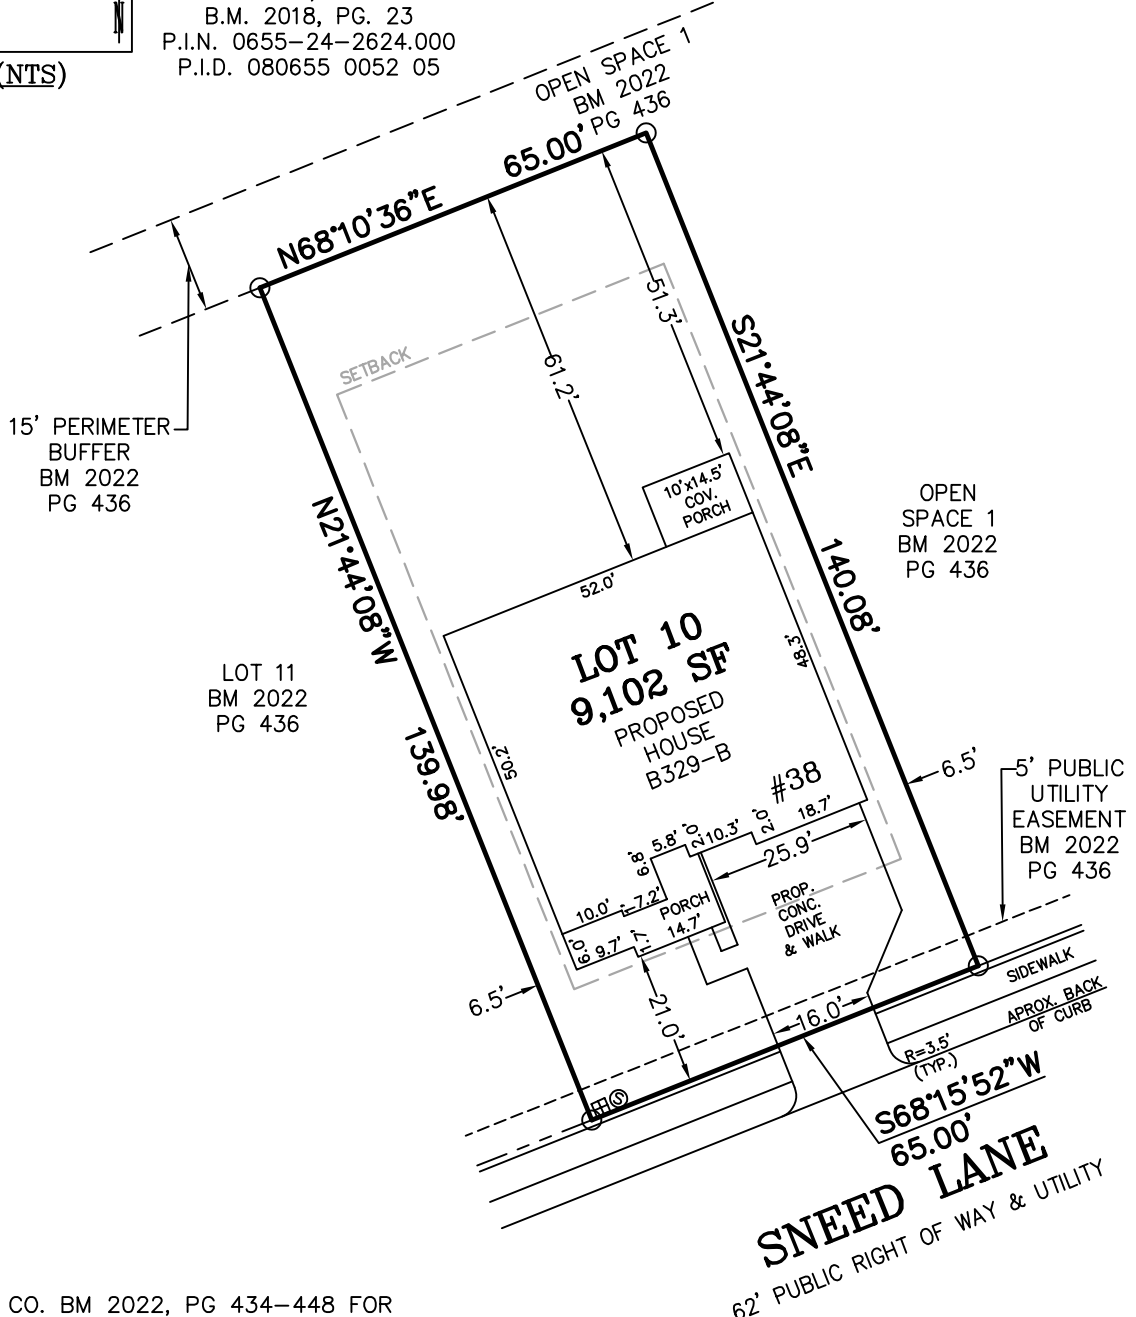 N
(NTS)
B.M. 2018, PG. 23
P.I.N. 0655-24-2624.000
P.I.D. 080655 0052 05
OPEN SPACE 1
BM 2022
PG 436
N68°10'36"E
65.00'
SETBACK
61.2'
51.3'
S21°44'08"E
140.08'
15' PERIMETER
BUFFER
BM 2022
PG 436
10'x14.5'
COV.
PORCH
OPEN
SPACE 1
BM 2022
PG 436
N21°44'08"W
139.98'
52.0'
LOT 10
9,102 SF
PROPOSED
HOUSE
B329-B
#38
48.3'
50.2'
LOT 11
BM 2022
PG 436
6.5'
5' PUBLIC
UTILITY
EASEMENT
BM 2022
PG 436
5.8'
2.0'
10.3'
2.0'
18.7'
6.8'
25.9'
10.0'
1'
7.2'
PORCH
14.7'
6.0'
9.7'
1.7'
PROP.
CONC.
DRIVE
& WALK
6.5'
21.0'
16.0'
SIDEWALK
APROX. BACK
OF CURB
R=3.5'
(TYP.)
S
S68°15'52"W
65.00'
SNEED LANE
62' PUBLIC RIGHT OF WAY & UTILITY
CO. BM 2022, PG 434-448 FOR